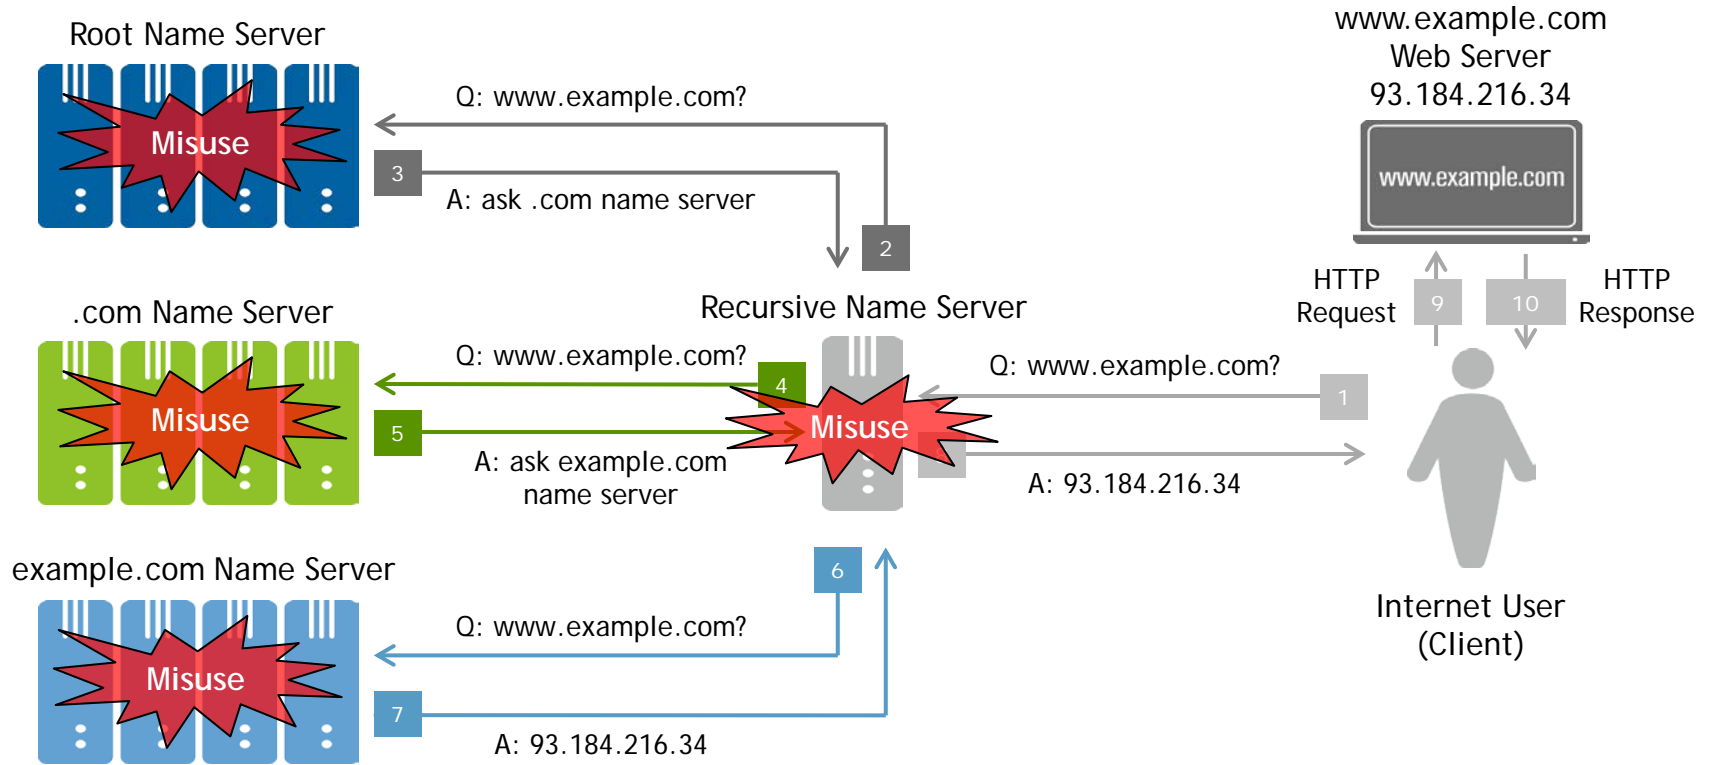 Root Name Server
Misuse
Q: www.example.com?
3
A: ask .com name server
2
www.example.com
Web Server
93.184.216.34
www.example.com
HTTP
Request
9
10
HTTP
Response
.com Name Server
Misuse
Q: www.example.com?
4
5
A: ask example.com
name server
Recursive Name Server
Misuse
Q: www.example.com?
1
A: 93.184.216.34
Internet User
(Client)
example.com Name Server
Misuse
6
Q: www.example.com?
7
A: 93.184.216.34